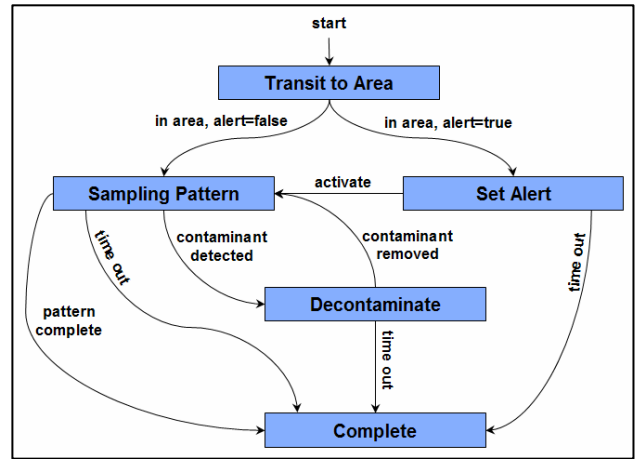 start
Transit to Area
in area, alert=false
in area, alert=true
Sampling Pattern
activate
Set Alert
time out
contaminant
detected
contaminant
removed
time out
pattern
complete
Decontaminate
time out
Complete